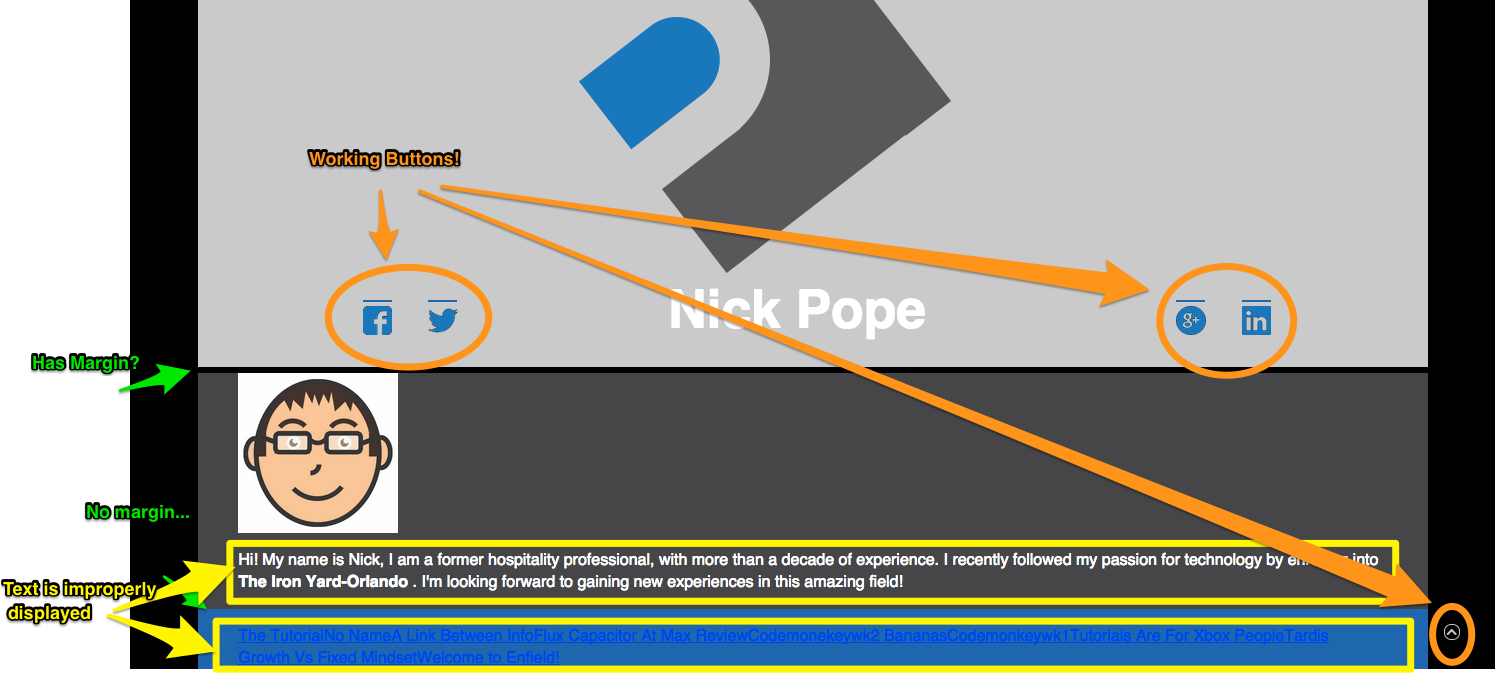 Working Buttons!
Nick Pope
Has Margin?
No margin...
Hi! My name is Nick, I am a former hospitality professional, with more than a decade of experience. I recently followed my passion for technology by into
The Iron Yard-Orlando . I'm looking forward to gaining new experiences in this amazing field!
Text is improperly
displayed
The TutorialNo NameA Link Between InfoFlux Capacitor At Max ReviewCodemonekeywk2 BananasCodemonkeywk1Tutorials Are For Xbox PeopleTardis
Growth Vs Fixed MindsetWelcome to Enfield!